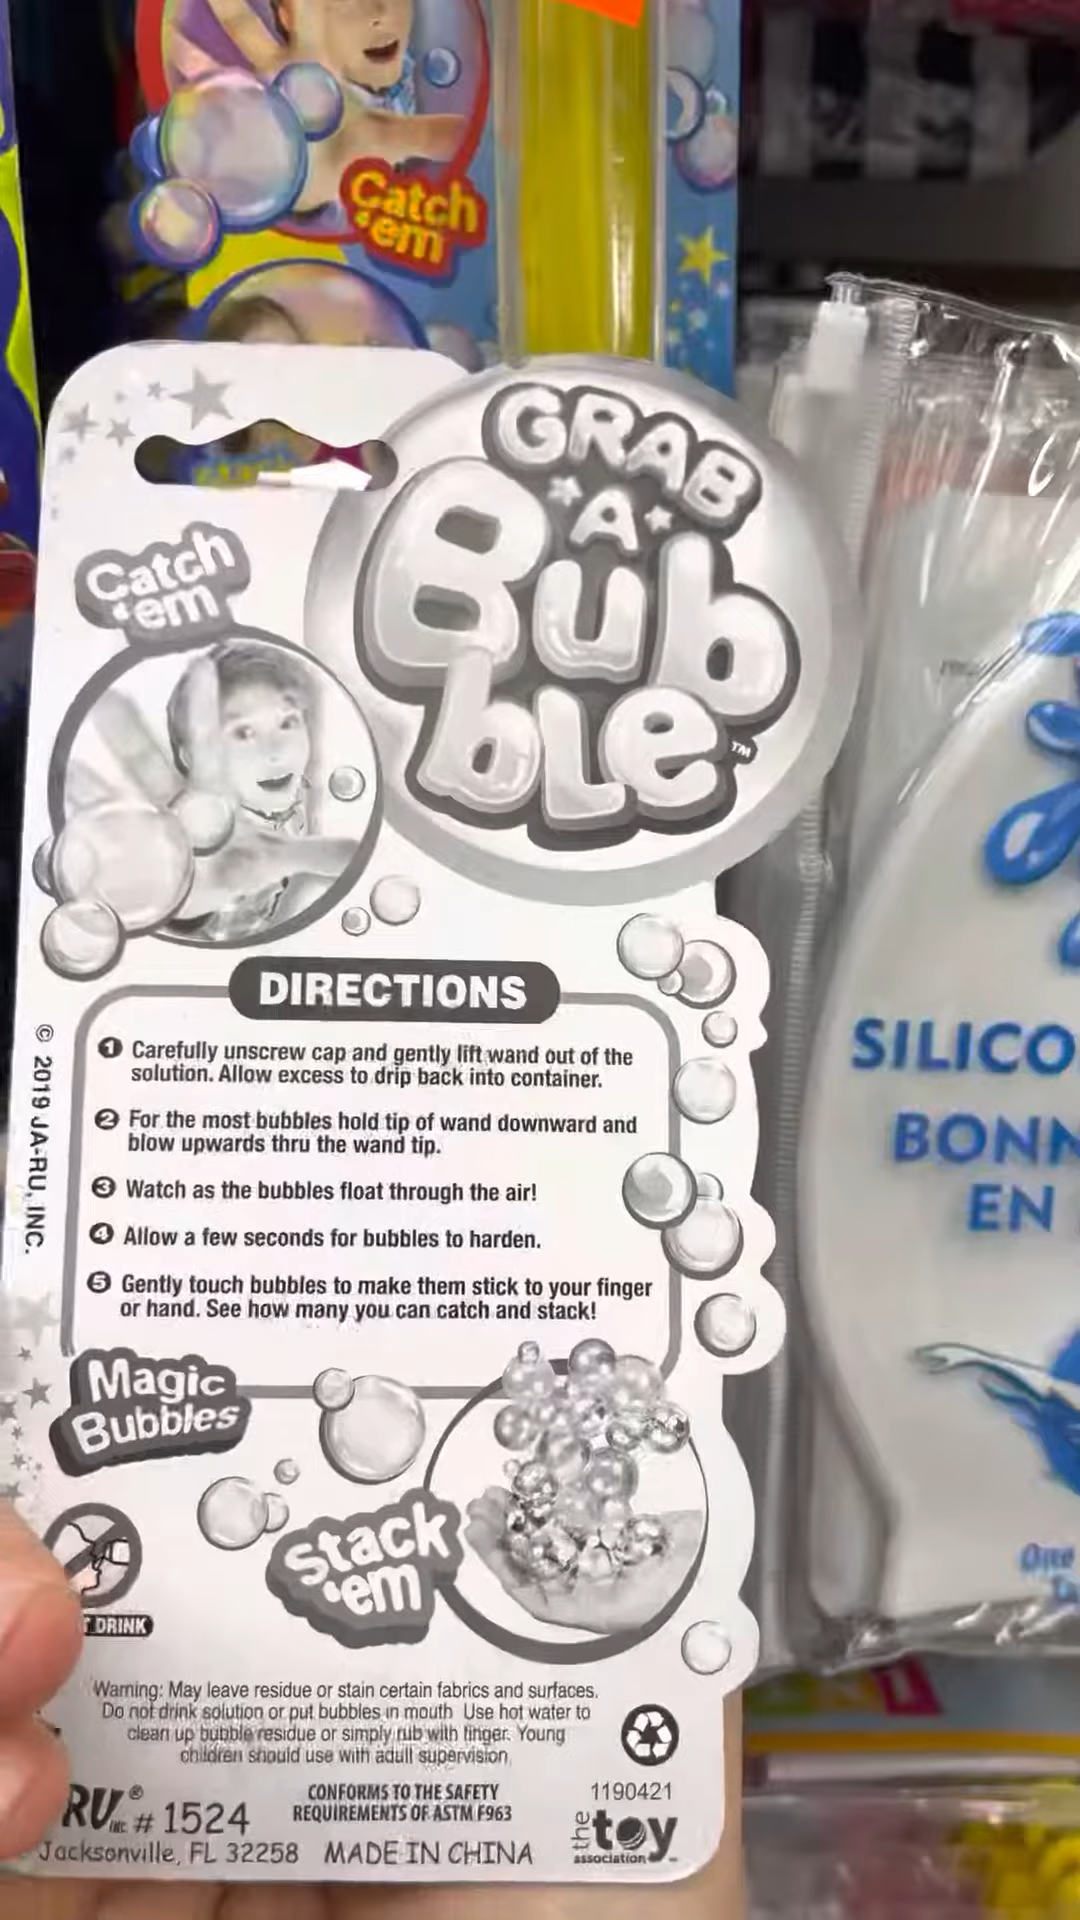 Catch
'em
GRAB
A
Bub
ble™
Catch
'em
DIRECTIONS
1 Carefully unscrew cap and gently lift wand out of the
solution. Allow excess to drip back into container.
2 For the most bubbles hold tip of wand downward and
blow upwards thru the wand tip.
3 Watch as the bubbles float through the air!
4 Allow a few seconds for bubbles to harden.
5 Gently touch bubbles to make them stick to your finger
or hand. See how many you can catch and stack!
© 2019 JA-RU, INC.
Magic
Bubbles
Stack
'em
DRINK
Warning: May leave residue or stain certain fabrics and surfaces.
Do not drink solution or put bubbles in mouth Use hot water to
clean up bubble residue or simply rub with finger. Young
children should use with adult supervision
RU® INC # 1524
CONFORMS TO THE SAFETY
REQUIREMENTS OF ASTM F963
Jacksonville, FL 32258 MADE IN CHINA
1190421
the toy
association™
SILICO
BONN
EN